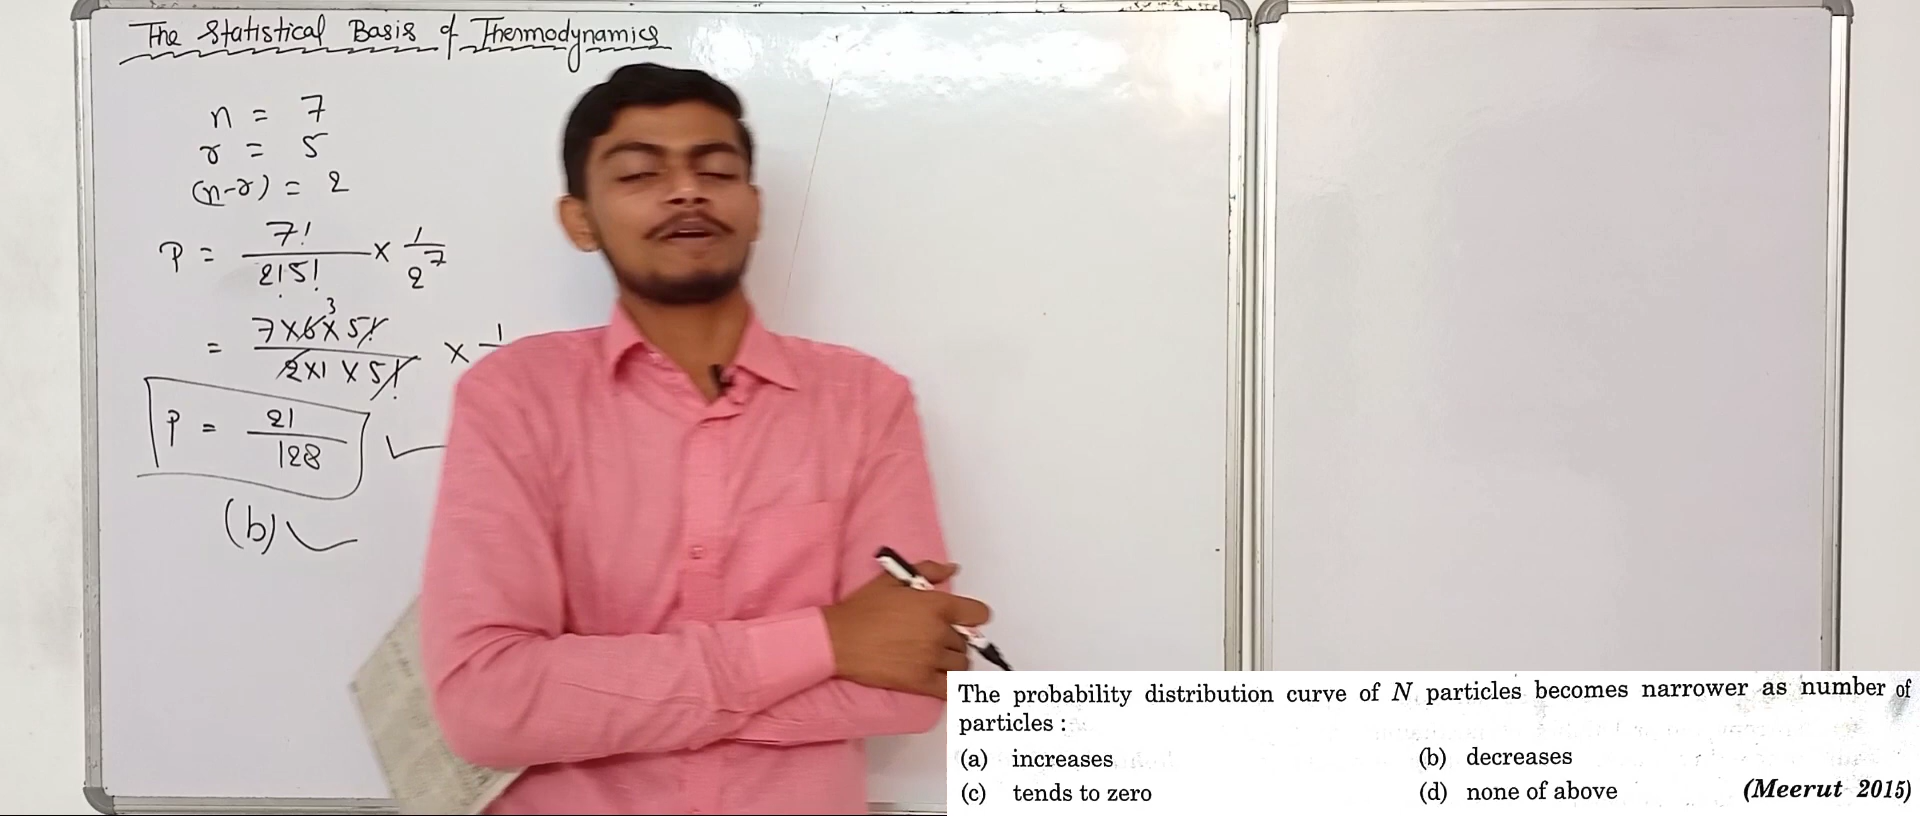 The Statistical Basis of Thermodynamics
n = 7
r = 5
(n-r) = 2
P = 7! / 2!5! × 1 / 2^7
= 7×6×5! / 2×1×5! × 1
3
P = 21 / 128
(b) ✓
The probability distribution curve of N particles becomes narrower as number of
particles :
(a) increases (b) decreases
(c) tends to zero (d) none of above (Meerut 2015)